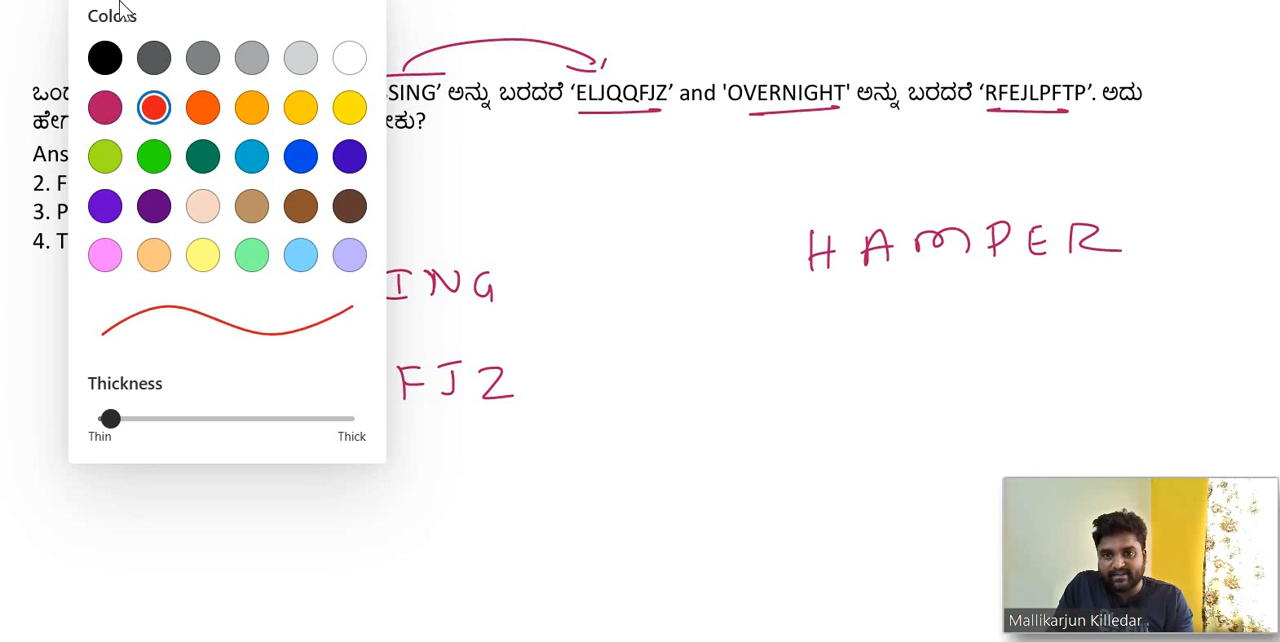 Colors
ಒಂದ SING’ ಅನ್ನು ಬರದರೆ ‘ELJQQFJZ’ and 'OVERNIGHT' ಅನ್ನು ಬರದರೆ ‘RFEJLPFTP’. ಅದು
ಹೇಗ ೇಕು?
Ans
2. F
3. P
4. T
HAMPER
ING
FJZ
Thickness
Thin Thick
Mallikarjun Killedar